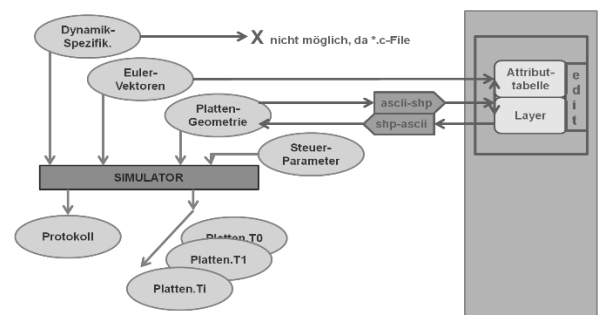 Dynamik-
Spezifik.
X nicht möglich, da *.c-File
Euler-
Vektoren
Attribut-
tabelle
edit
Platten-
Geometrie
ascii-shp
shp-ascii
Layer
Steuer-
Parameter
SIMULATOR
Protokoll
Platten.T0
Platten.T1
Platten.Ti